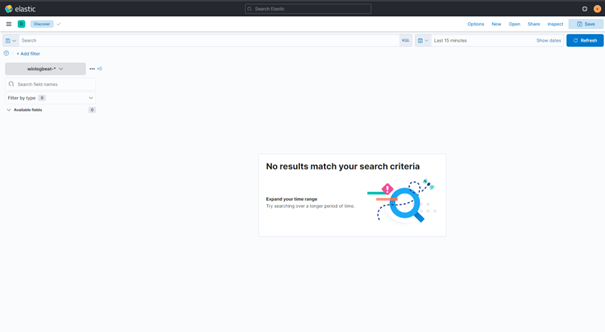 elastic
Search Elastic
D
Discover
Options
New
Open
Share
Inspect
Save
Search
KQL
Last 15 minutes
Show dates
Refresh
+ Add filter
winlogbeat-*
Search field names
Filter by type 0
Available fields 0
No results match your search criteria
Expand your time range
Try searching over a longer period of time.